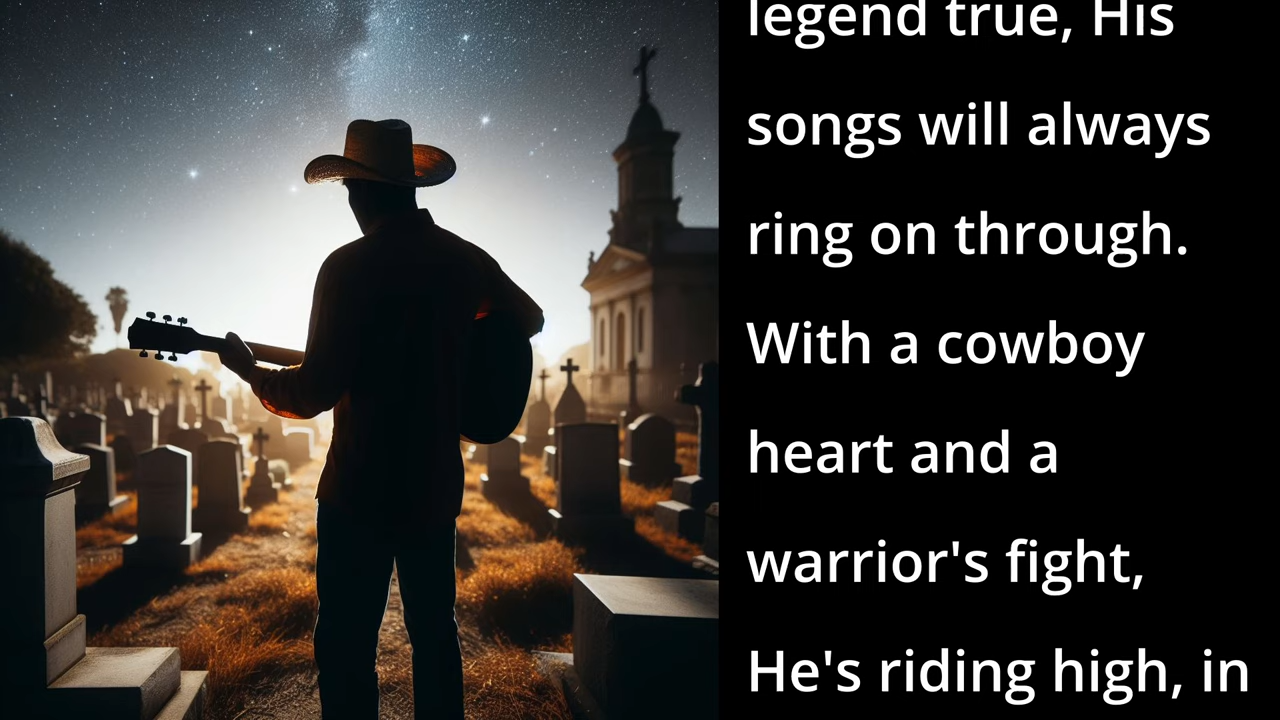 legend true, His
songs will always
ring on through.
With a cowboy
heart and a
warrior's fight,
He's riding high, in